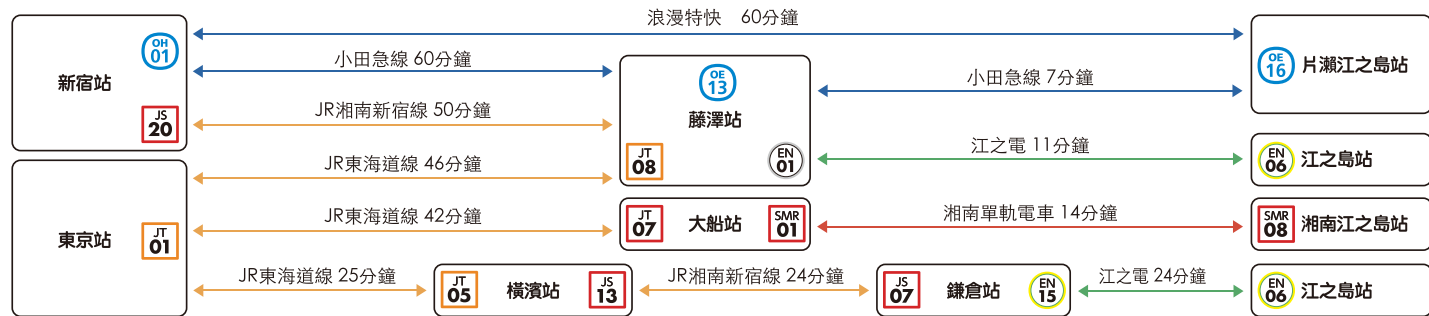 浪漫特快 60分鐘
OH
01
新宿站
JS
20
小田急線 60分鐘
JR湘南新宿線 50分鐘
OE
13
藤澤站
JT
08
EN
01
小田急線 7分鐘
OE
16
片瀨江之島站
江之電 11分鐘
EN
06
江之島站
JR東海道線 46分鐘
東京站
JT
01
JR東海道線 42分鐘
JT
07
大船站
SMR
01
湘南單軌電車 14分鐘
SMR
08
湘南江之島站
JR東海道線 25分鐘
JT
05
橫濱站
JS
13
JR湘南新宿線 24分鐘
JS
07
鎌倉站
EN
15
江之電 24分鐘
EN
06
江之島站